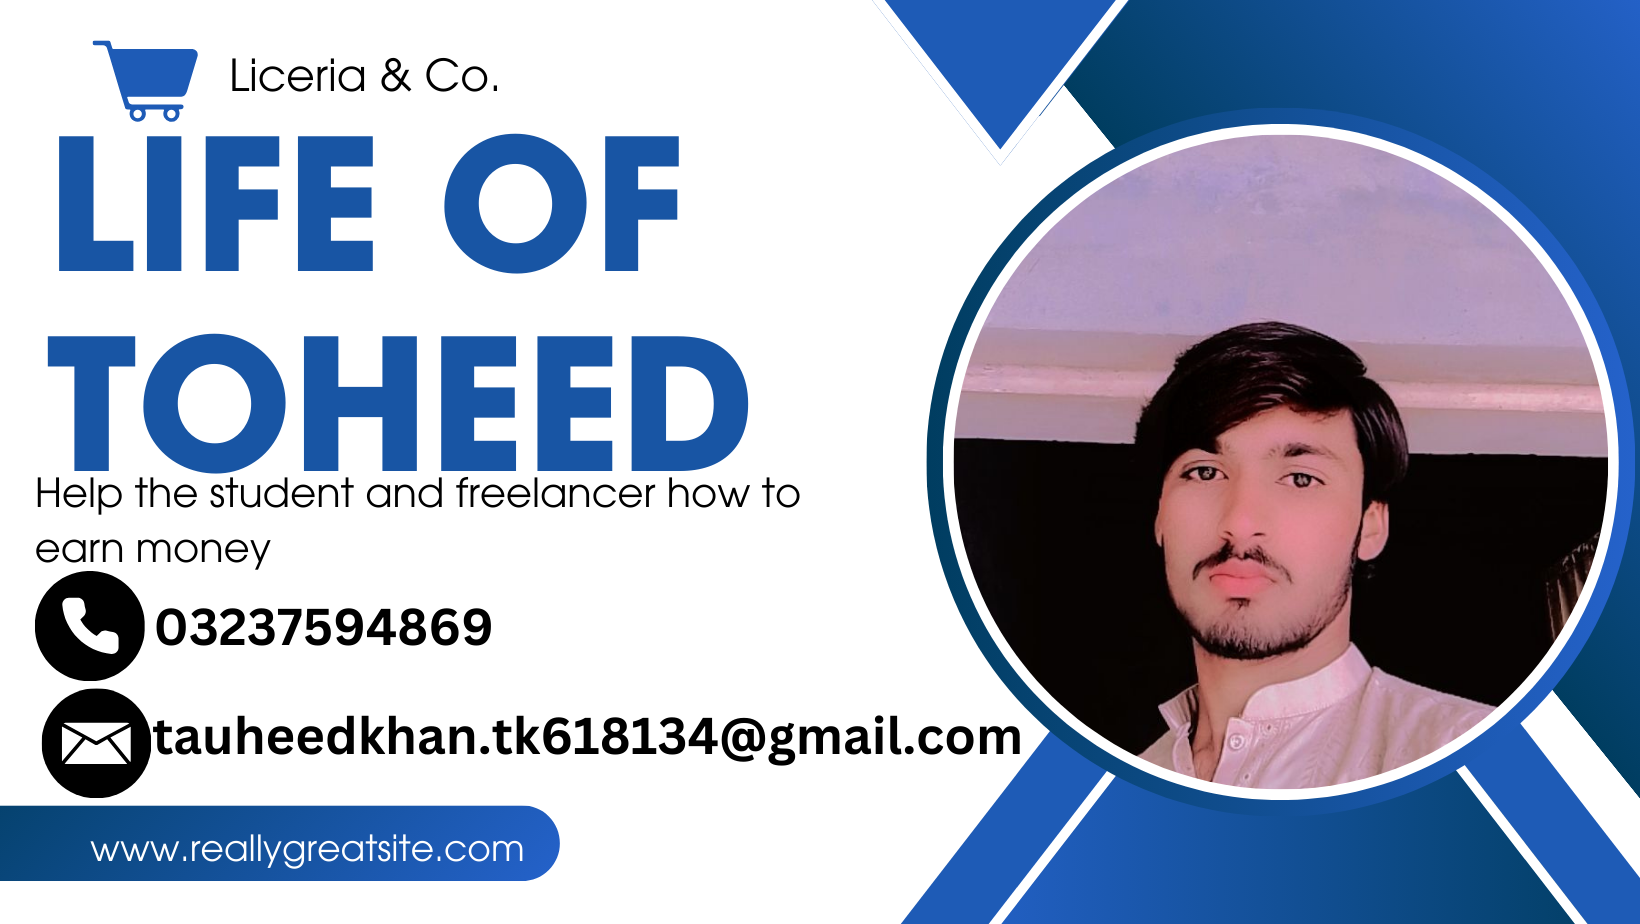 Liceria & Co.
LIFE OF
TOHEED
Help the student and freelancer how to
earn money
03237594869
tauheedkhan.tk618134@gmail.com
www.reallygreatsite.com